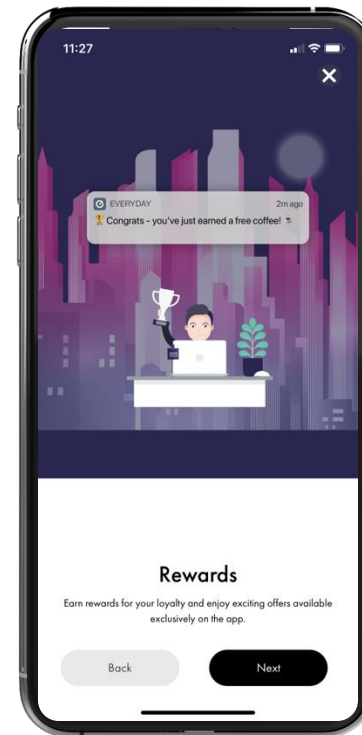 11:27
EVERYDAY 2m ago
🏆 Congrats - you've just earned a free coffee! ☕
Rewards
Earn rewards for your loyalty and enjoy exciting offers available
exclusively on the app.
Back Next